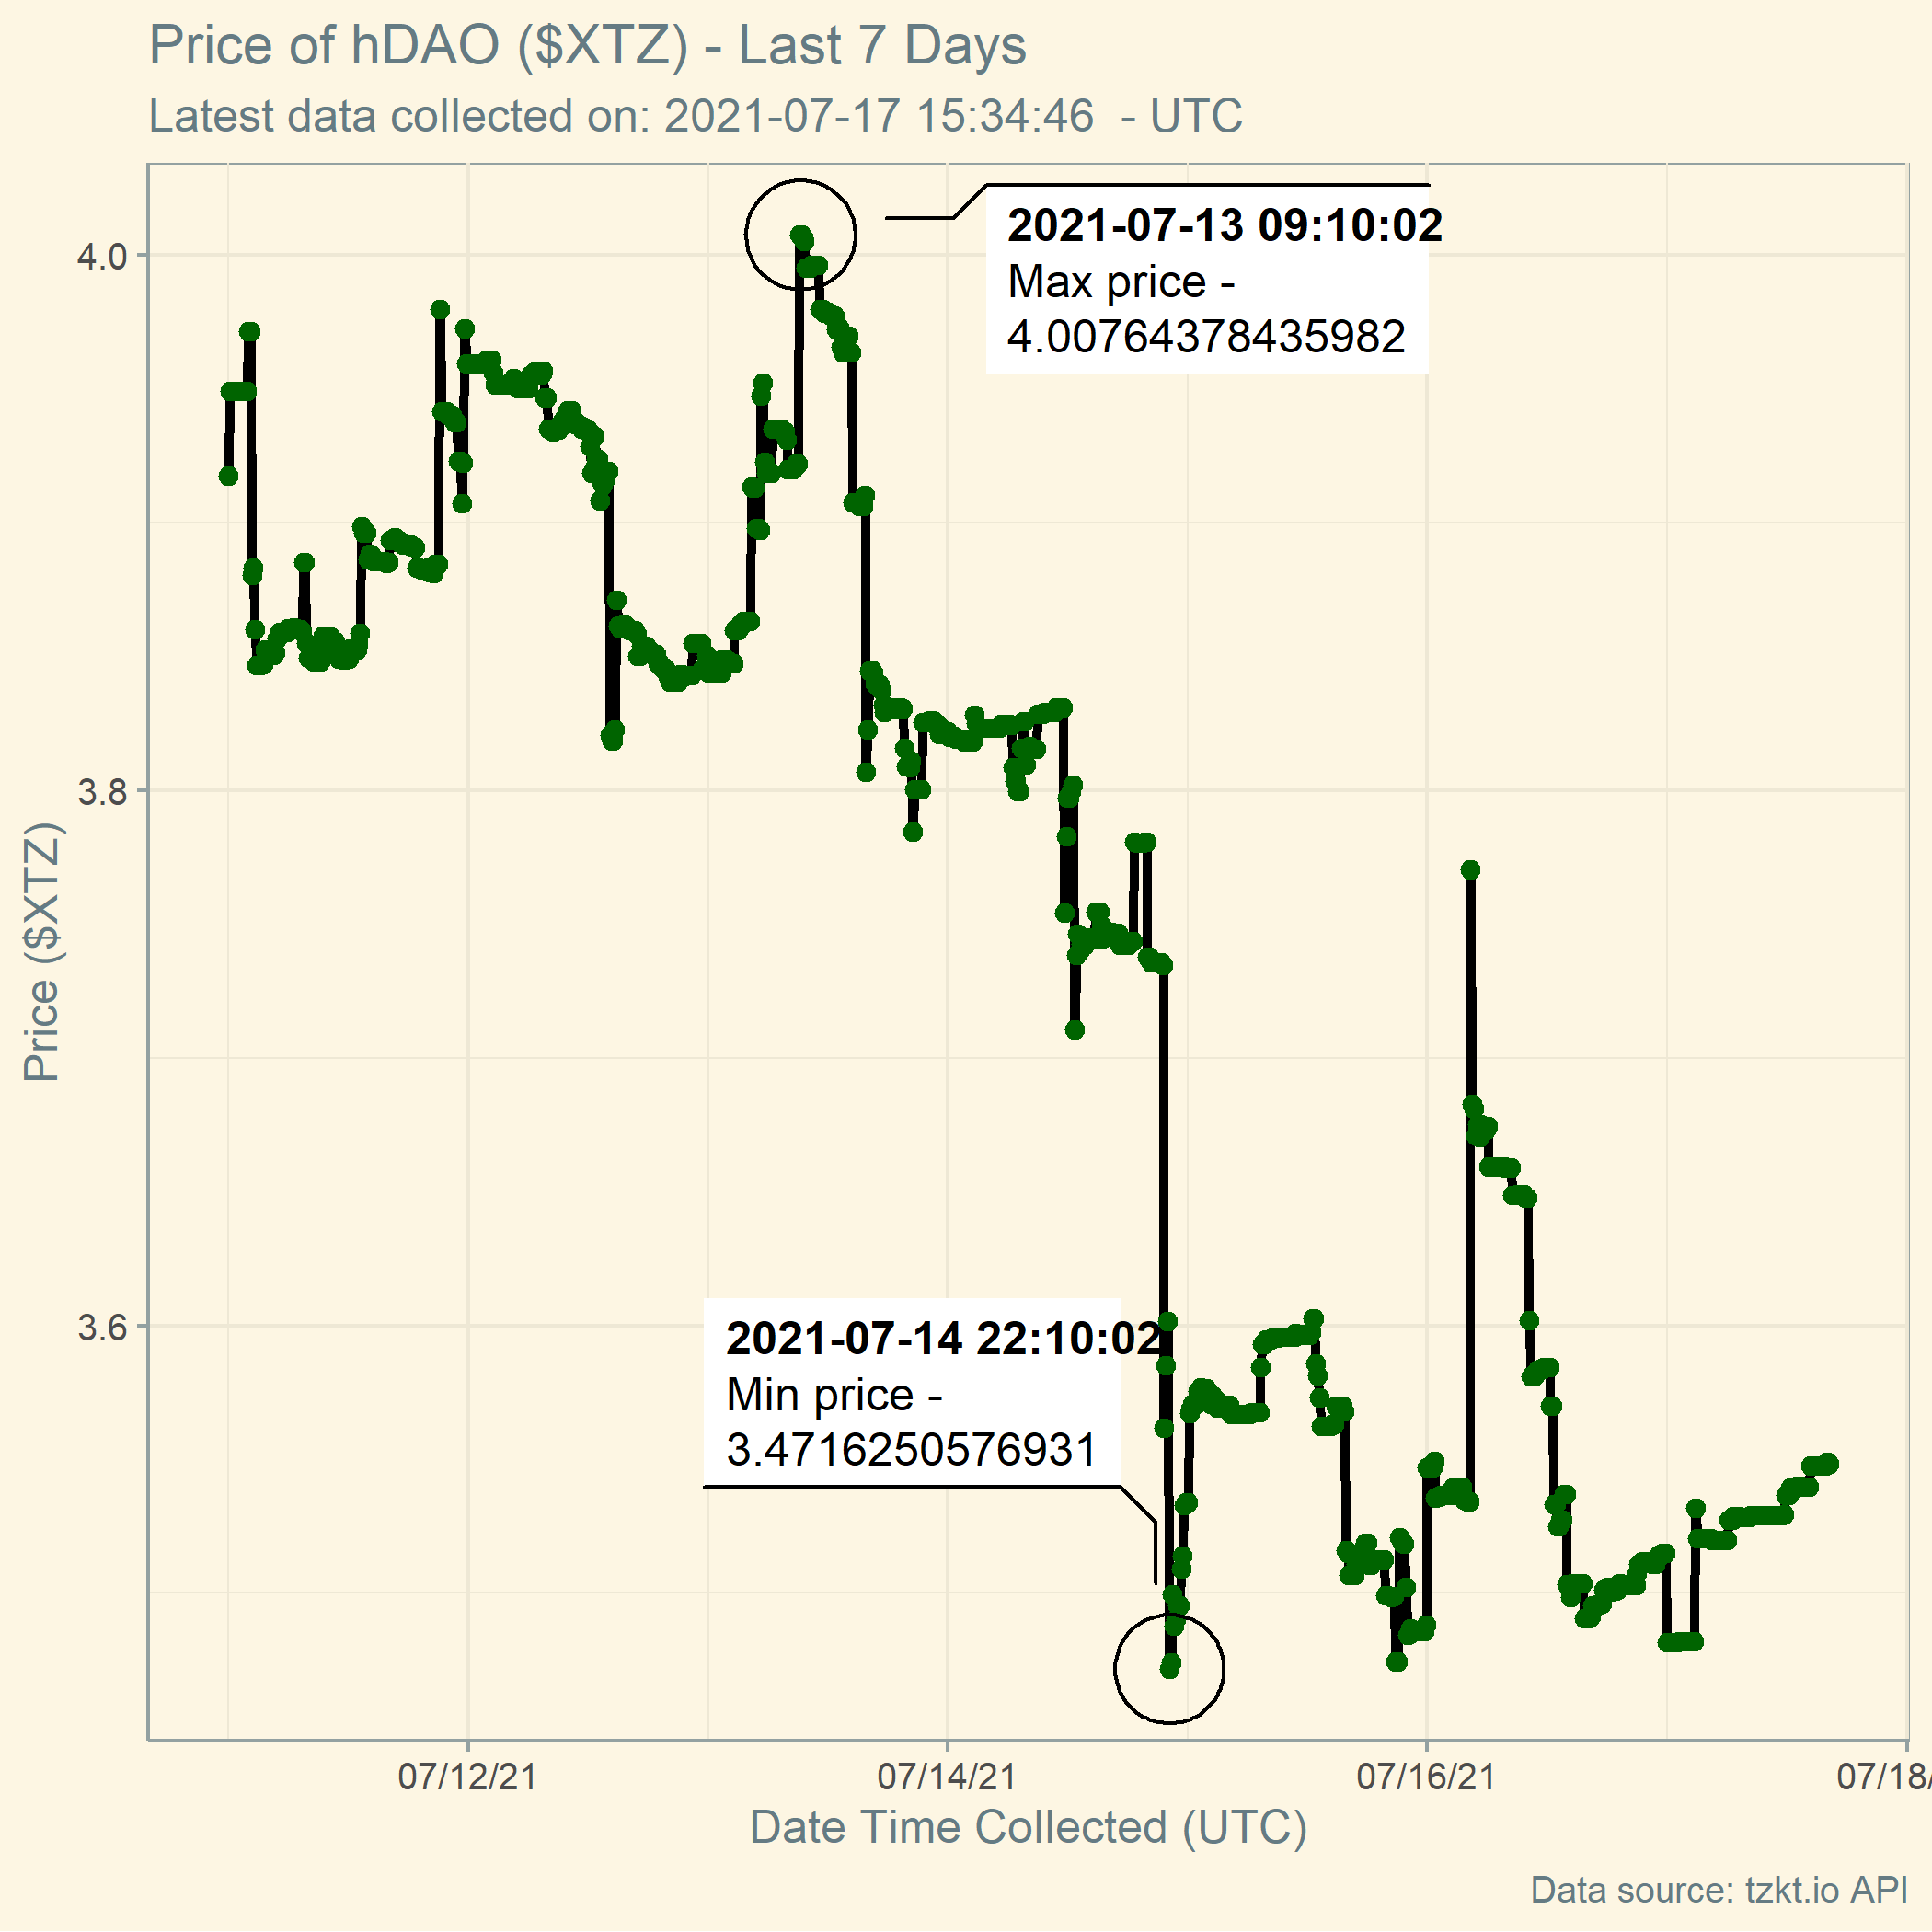 Price of hDAO ($XTZ) - Last 7 Days
Latest data collected on: 2021-07-17 15:34:46  - UTC
2021-07-13 09:10:02
Max price -
4.00764378435982
4.0
3.8
3.6
Price ($XTZ)
2021-07-14 22:10:02
Min price -
3.4716250576931
07/12/21
07/14/21
07/16/21
07/18/
Date Time Collected (UTC)
Data source: tzkt.io API